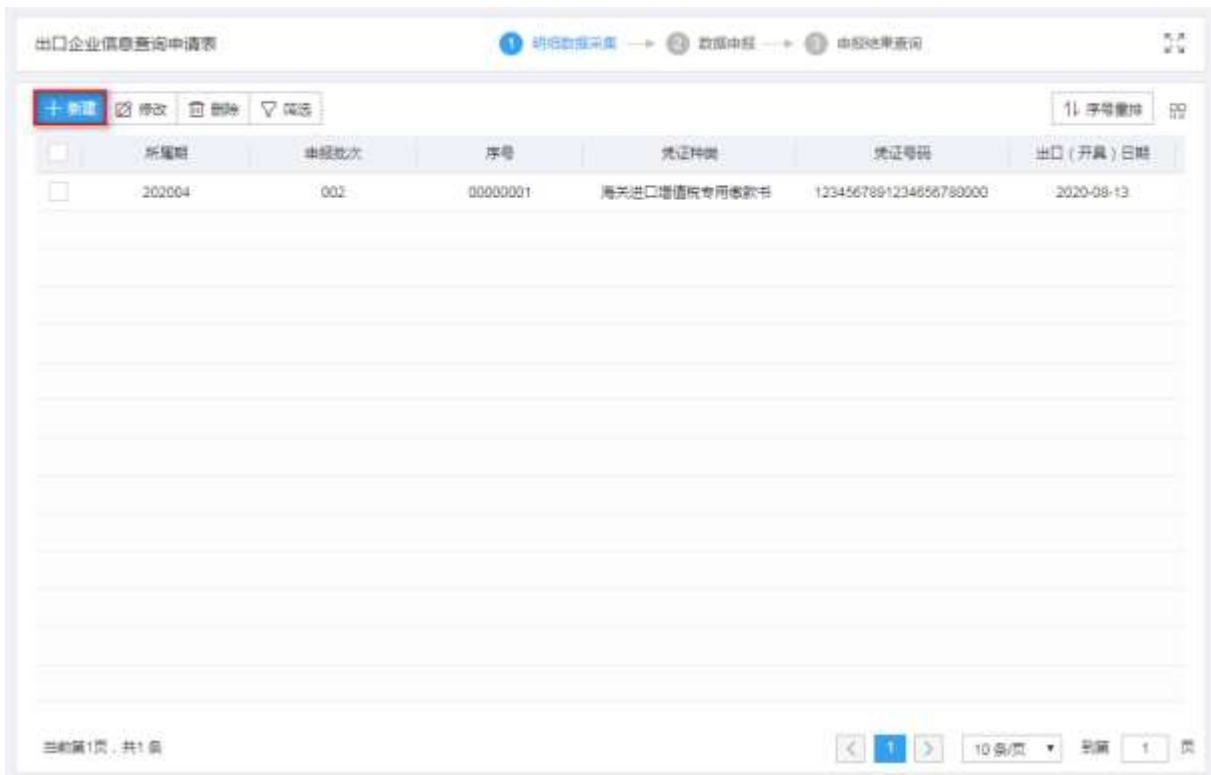 出口企业信息查询申请表 1 明细数据采集 2 数据申报 3 申报结果查询
新建 修改 删除 筛选 序号重排
所属期 申报批次 序号 凭证种类 凭证号码 出口(开具)日期
202004 002 00000001 海关进口增值税专用缴款书 1234567891234656780000 2020-08-13
当前第1页,共1条 < 1 > 10条/页 到第 1 页